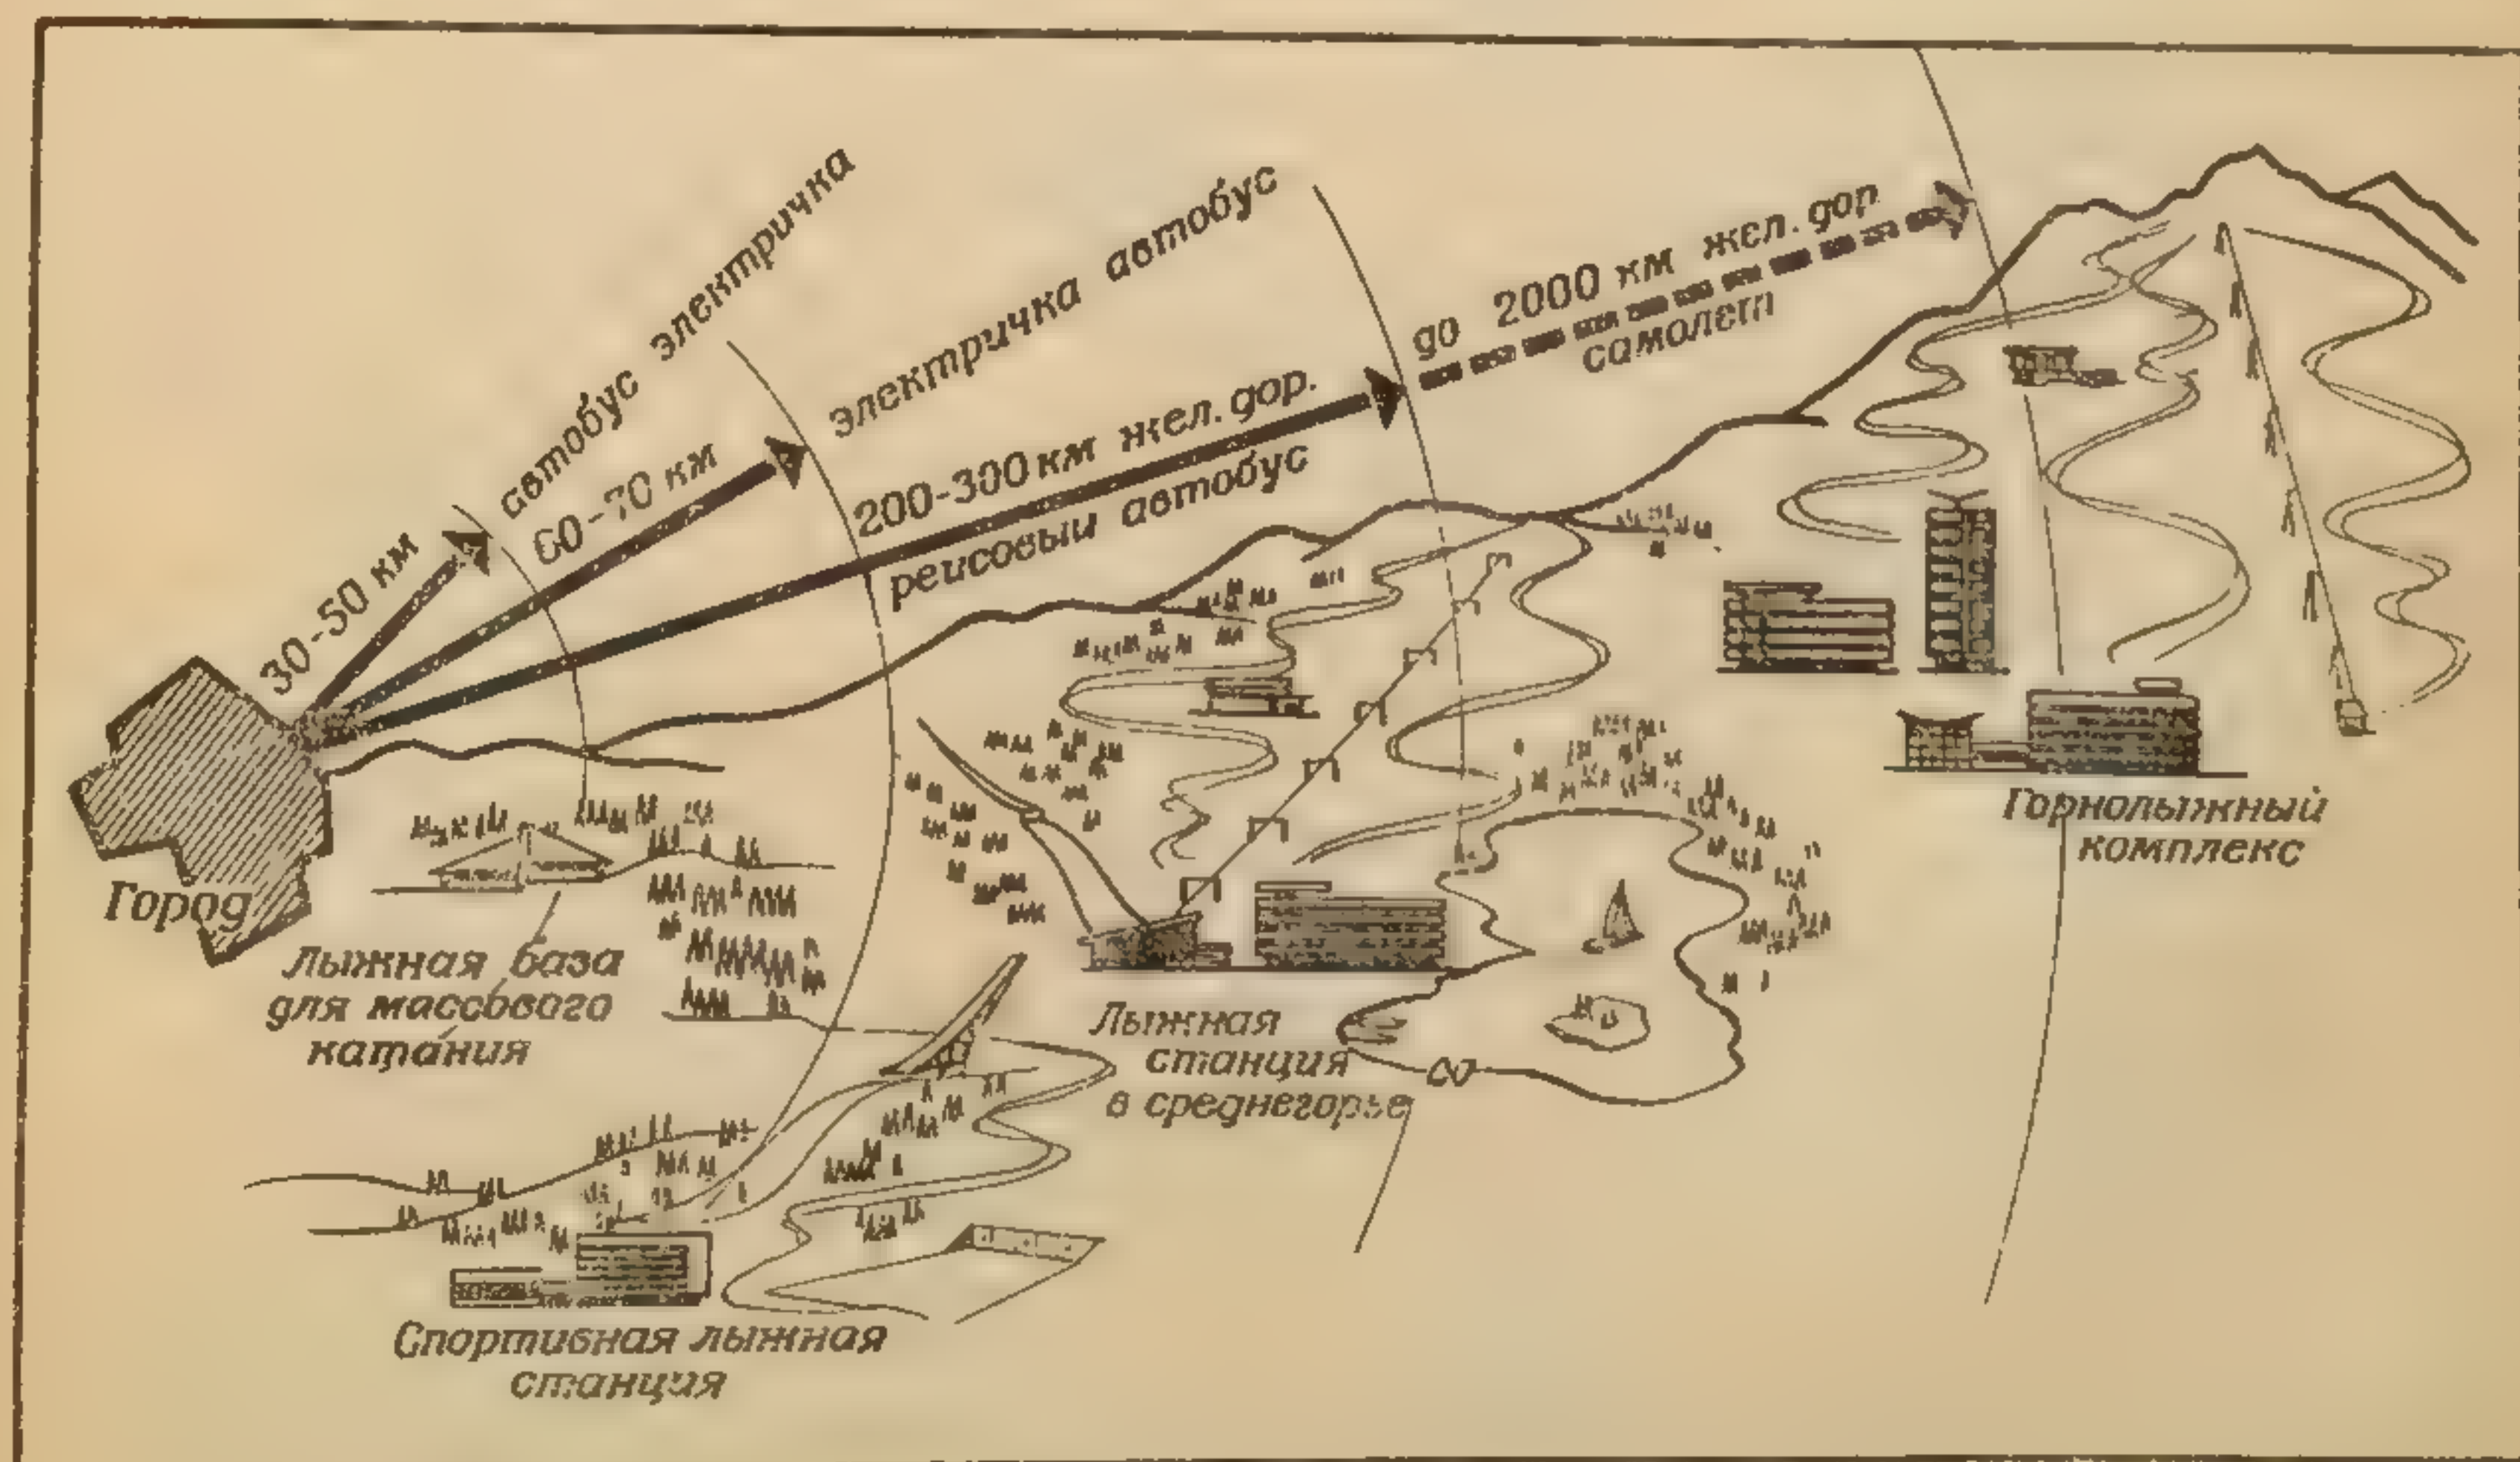 30-50 км
автобус электричка
60-70 км
электричка автобус
200-300 км жел. дор.
рейсовый автобус
до 2000 км жел. дор.
самолет
Город
Лыжная база
для массового
катания
Спортивная лыжная
станция
Лыжная
станция
в среднегорье
Горнолыжный
комплекс